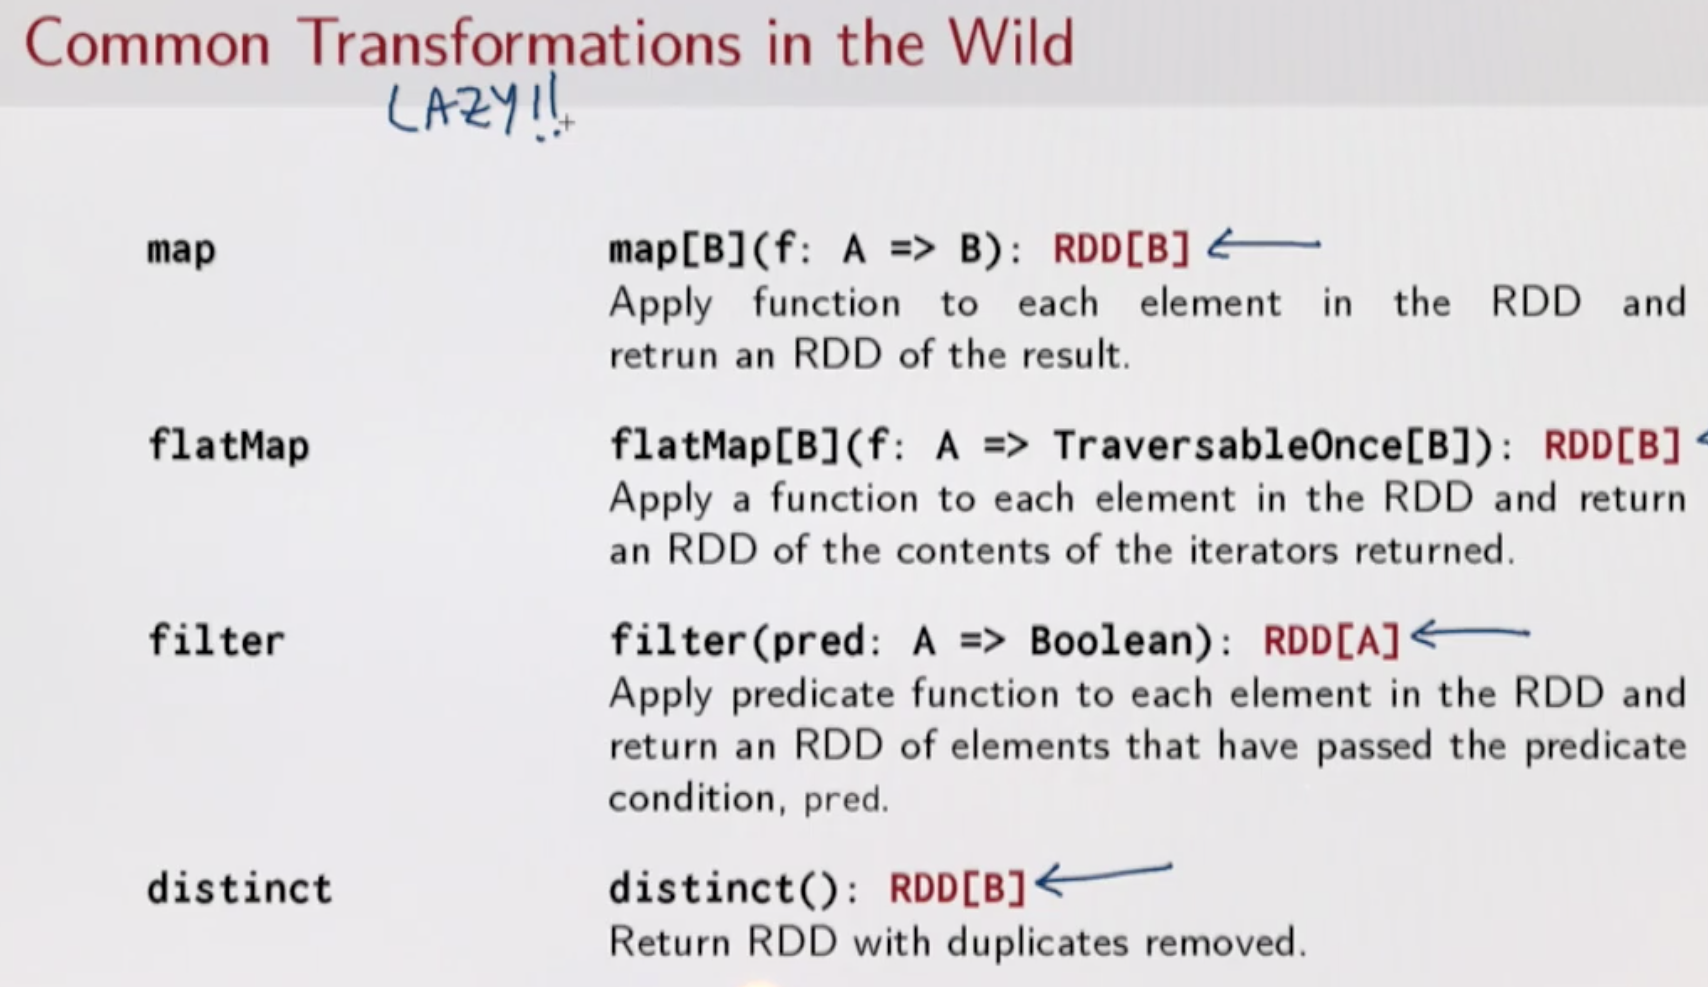 Common Transformations in the Wild
LAZY!!
map
map[B](f: A => B): RDD[B]
Apply function to each element in the RDD and
retrun an RDD of the result.
flatMap
flatMap[B](f: A => TraversableOnce[B]): RDD[B]
Apply a function to each element in the RDD and return
an RDD of the contents of the iterators returned.
filter
filter(pred: A => Boolean): RDD[A]
Apply predicate function to each element in the RDD and
return an RDD of elements that have passed the predicate
condition, pred.
distinct
distinct(): RDD[B]
Return RDD with duplicates removed.